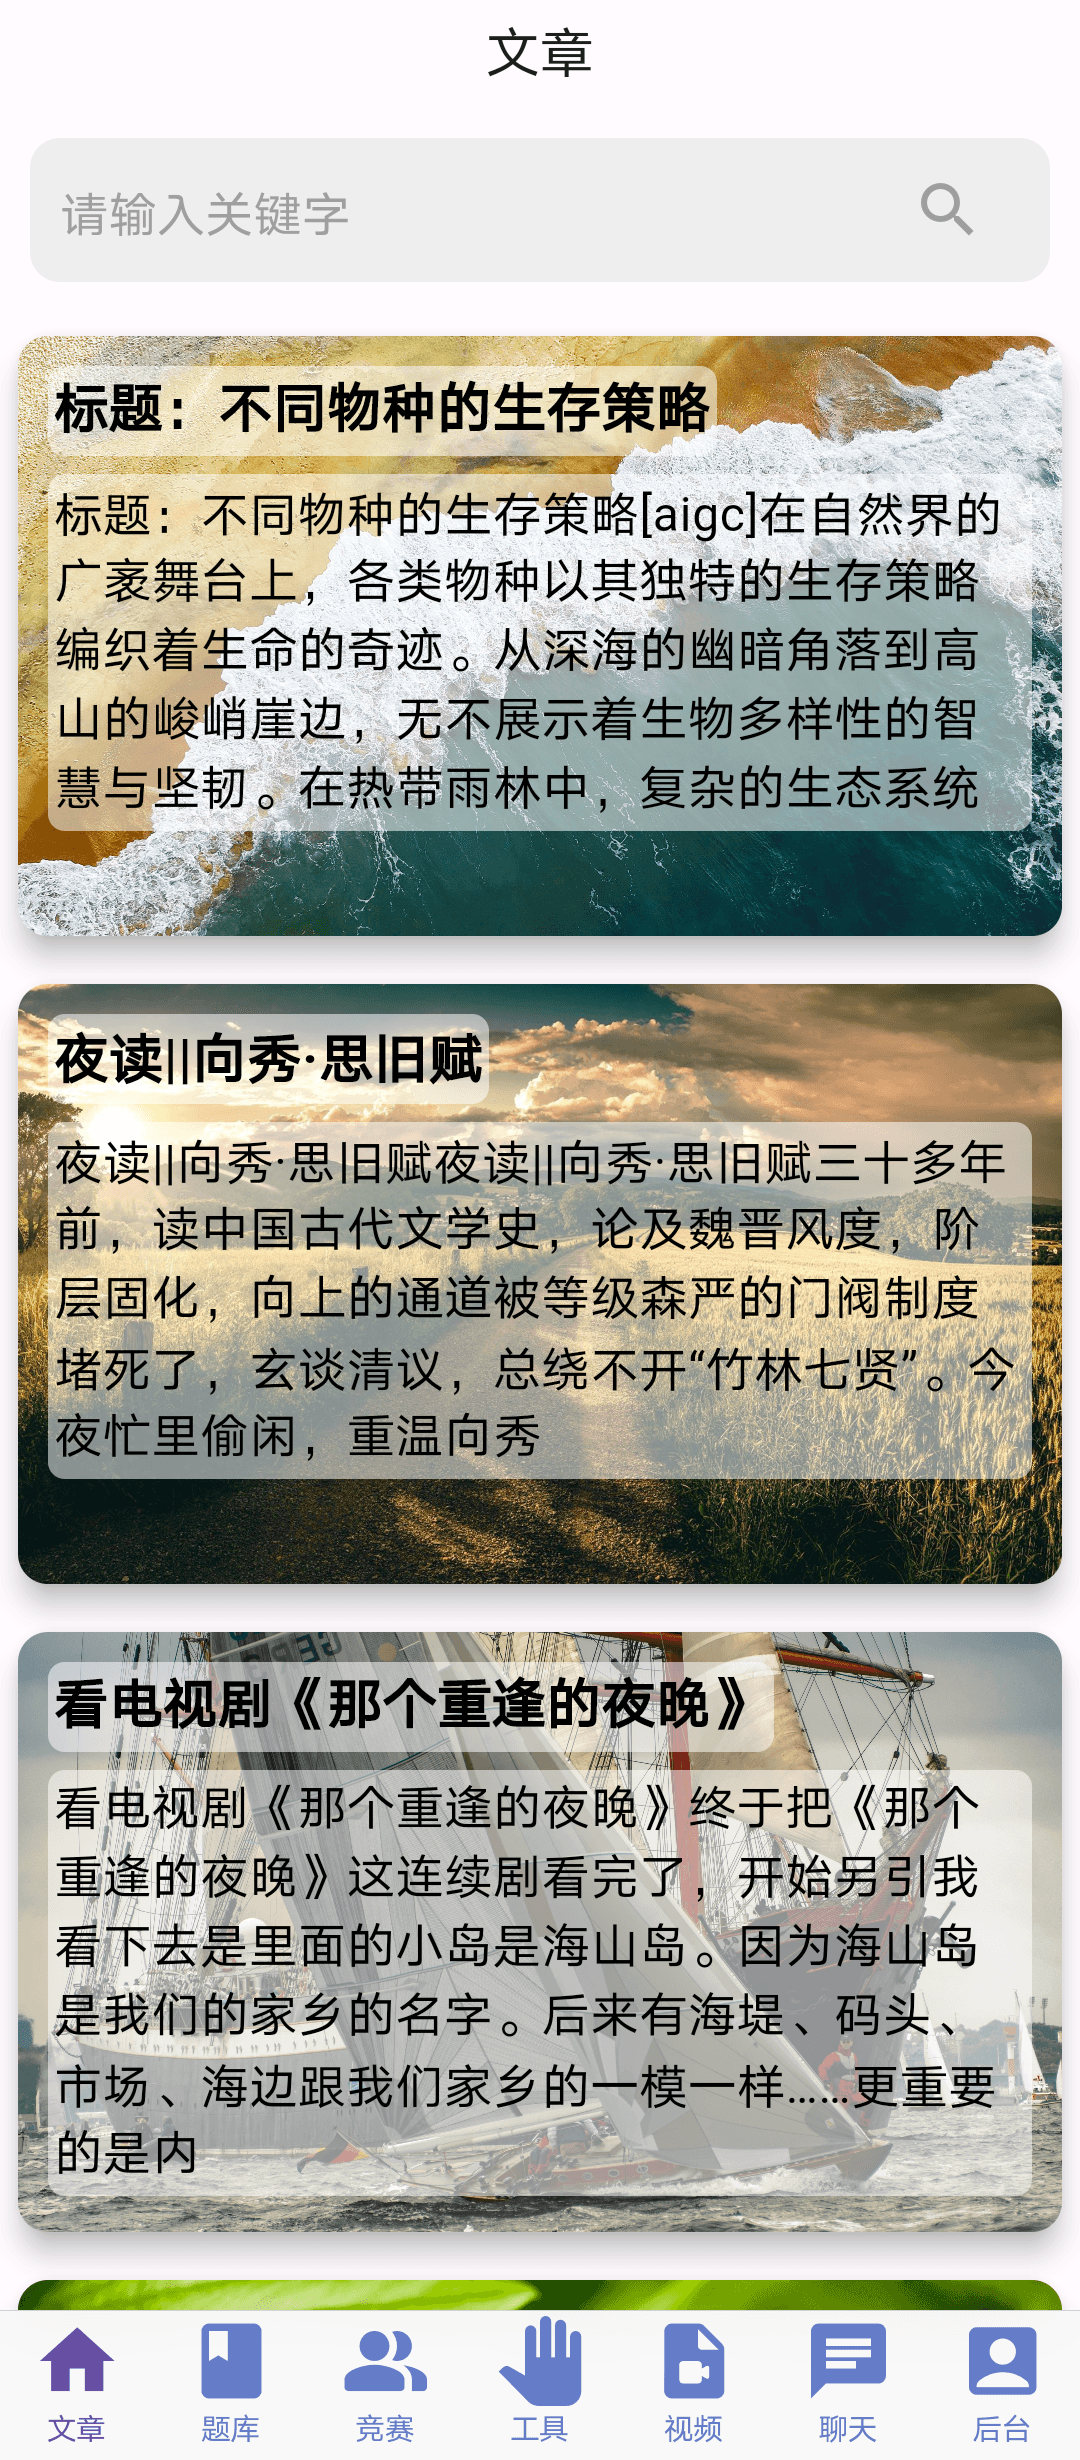 文章
请输入关键字
标题：不同物种的生存策略
标题：不同物种的生存策略[aigc]在自然界的
广袤舞台上，各类物种以其独特的生存策略
编织着生命的奇迹。从深海的幽暗角落到高
山的峻峭崖边，无不展示着生物多样性的智
慧与坚韧。在热带雨林中，复杂的生态系统
夜读||向秀·思旧赋
夜读||向秀·思旧赋夜读||向秀·思旧赋三十多年
前，读中国古代文学史，论及魏晋风度，阶
层固化，向上的通道被等级森严的门阀制度
堵死了，玄谈清议，总绕不开“竹林七贤”。今
夜忙里偷闲，重温向秀
看电视剧《那个重逢的夜晚》
看电视剧《那个重逢的夜晚》终于把《那个
重逢的夜晚》这连续剧看完了，开始另引我
看下去是里面的小岛是海山岛。因为海山岛
是我们的家乡的名字。后来有海堤、码头、
市场、海边跟我们家乡的一模一样……更重要
的是内
文章 题库 竞赛 工具 视频 聊天 后台